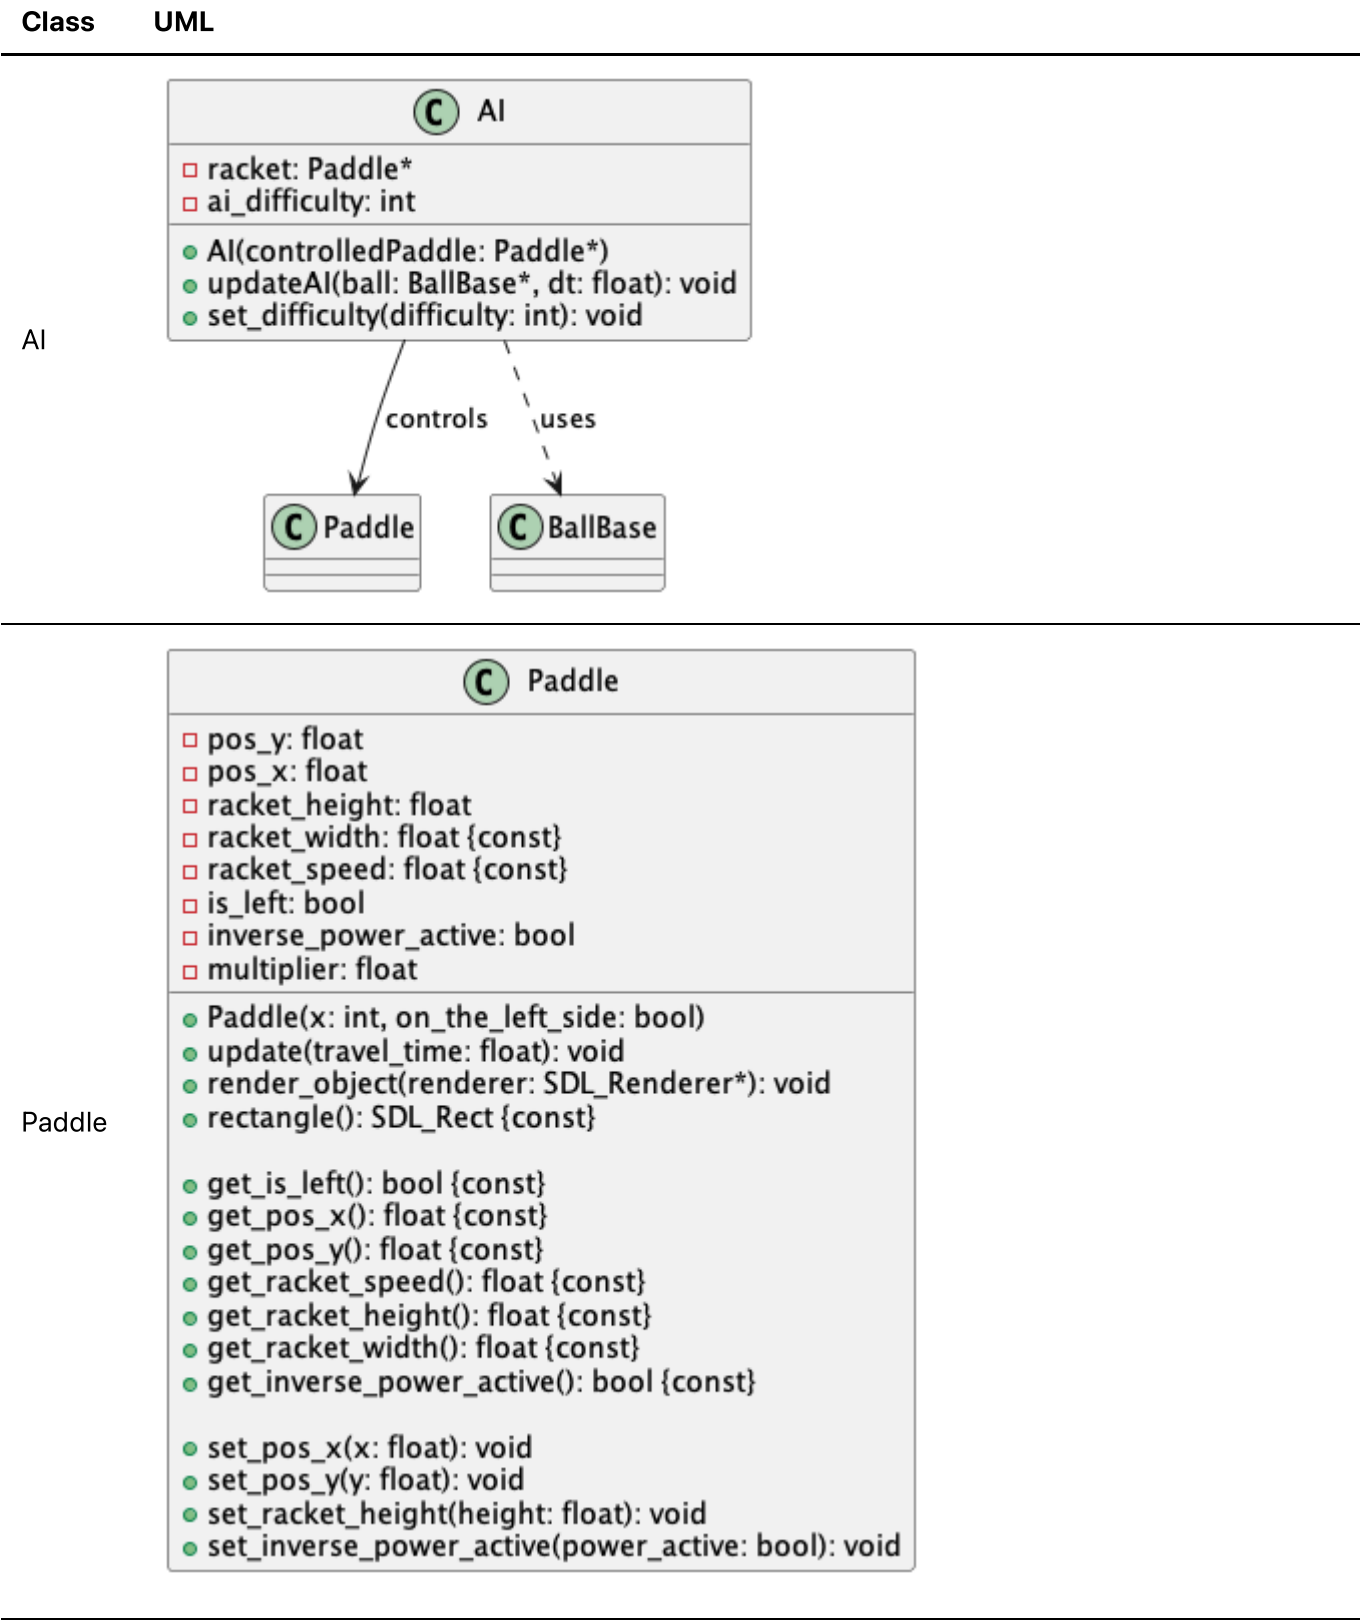 Class UML
C AI
racket: Paddle*
ai_difficulty: int
AI(controlledPaddle: Paddle*)
updateAI(ball: BallBase*, dt: float): void
set_difficulty(difficulty: int): void
AI
controls uses
C Paddle C BallBase
C Paddle
pos_y: float
pos_x: float
racket_height: float
racket_width: float {const}
racket_speed: float {const}
is_left: bool
inverse_power_active: bool
multiplier: float
Paddle(x: int, on_the_left_side: bool)
update(travel_time: float): void
render_object(renderer: SDL_Renderer*): void
rectangle(): SDL_Rect {const}
Paddle
get_is_left(): bool {const}
get_pos_x(): float {const}
get_pos_y(): float {const}
get_racket_speed(): float {const}
get_racket_height(): float {const}
get_racket_width(): float {const}
get_inverse_power_active(): bool {const}
set_pos_x(x: float): void
set_pos_y(y: float): void
set_racket_height(height: float): void
set_inverse_power_active(power_active: bool): void